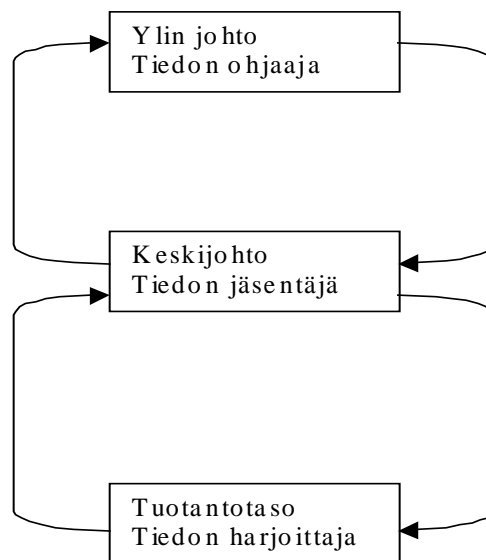 Ylin johto
Tiedon ohjaaja
Keskijohto
Tiedon jäsentäjä
Tuotantotaso
Tiedon harjoittaja